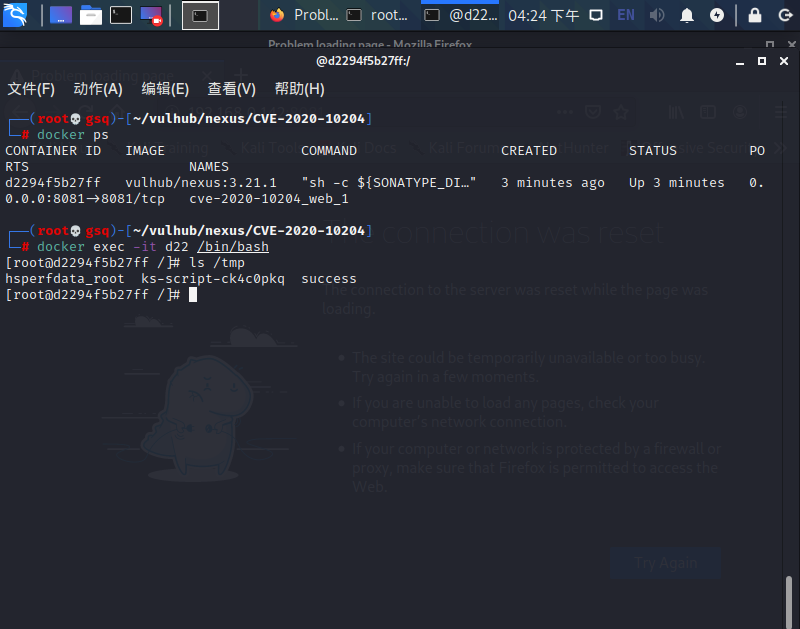 Probl... root... @d22... 04:24 下午 EN
Problem loading page - Mozilla Firefox
@d2294f5b27ff:/
文件(F) 动作(A) 编辑(E) 查看(V) 帮助(H)
┌──(root💀gsq)-[~/vulhub/nexus/CVE-2020-10204]
└─# docker ps
CONTAINER ID IMAGE COMMAND CREATED STATUS PO
RTS NAMES
d2294f5b27ff vulhub/nexus:3.21.1 "sh -c ${SONATYPE_DI…" 3 minutes ago Up 3 minutes 0.
0.0.0:8081->8081/tcp cve-2020-10204_web_1
┌──(root💀gsq)-[~/vulhub/nexus/CVE-2020-10204]
└─# docker exec -it d22 /bin/bash
[root@d2294f5b27ff /]# ls /tmp
hsperfdata_root ks-script-ck4c0pkq success
[root@d2294f5b27ff /]#
The connection was reset
The connection to the server was reset while the page was
loading.
The site could be temporarily unavailable or too busy.
Try again in a few moments.
If you are unable to load any pages, check your
computer's network connection.
If your computer or network is protected by a firewall or
proxy, make sure that Firefox is permitted to access the
Web.
Try Again